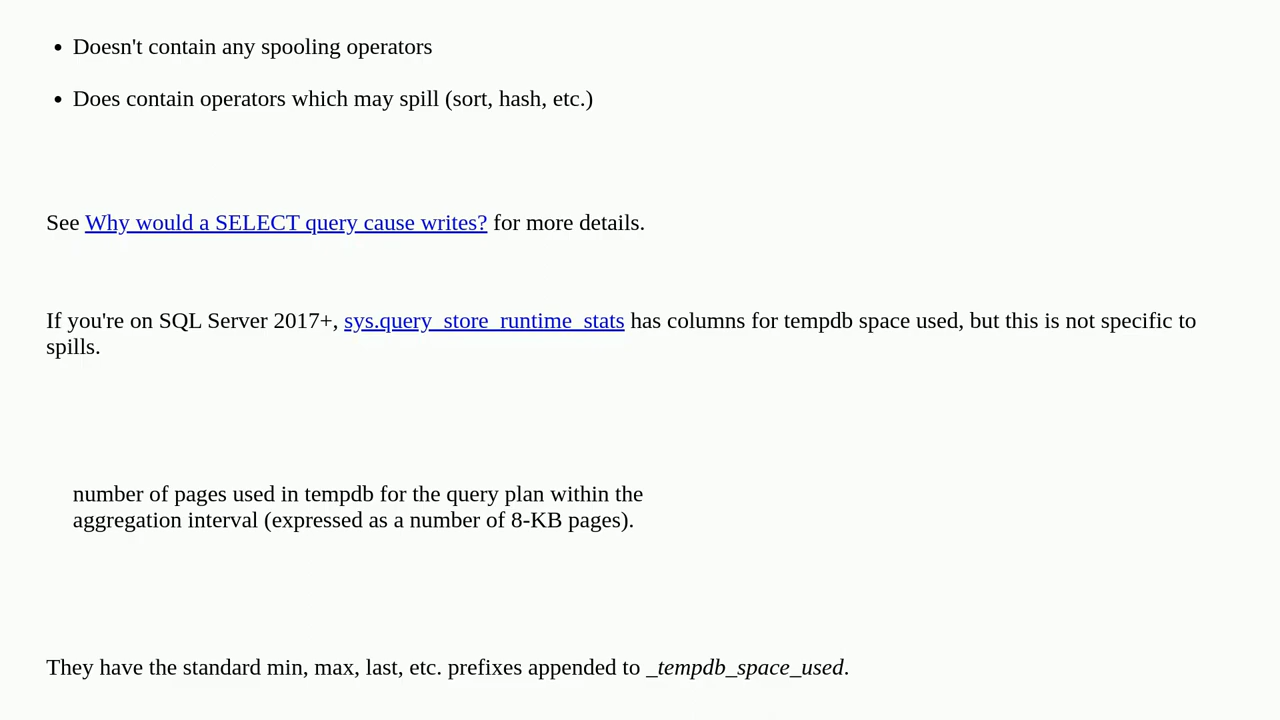 • Doesn't contain any spooling operators
• Does contain operators which may spill (sort, hash, etc.)
See Why would a SELECT query cause writes? for more details.
If you're on SQL Server 2017+, sys.query_store_runtime_stats has columns for tempdb space used, but this is not specific to
spills.
number of pages used in tempdb for the query plan within the
aggregation interval (expressed as a number of 8-KB pages).
They have the standard min, max, last, etc. prefixes appended to _tempdb_space_used.